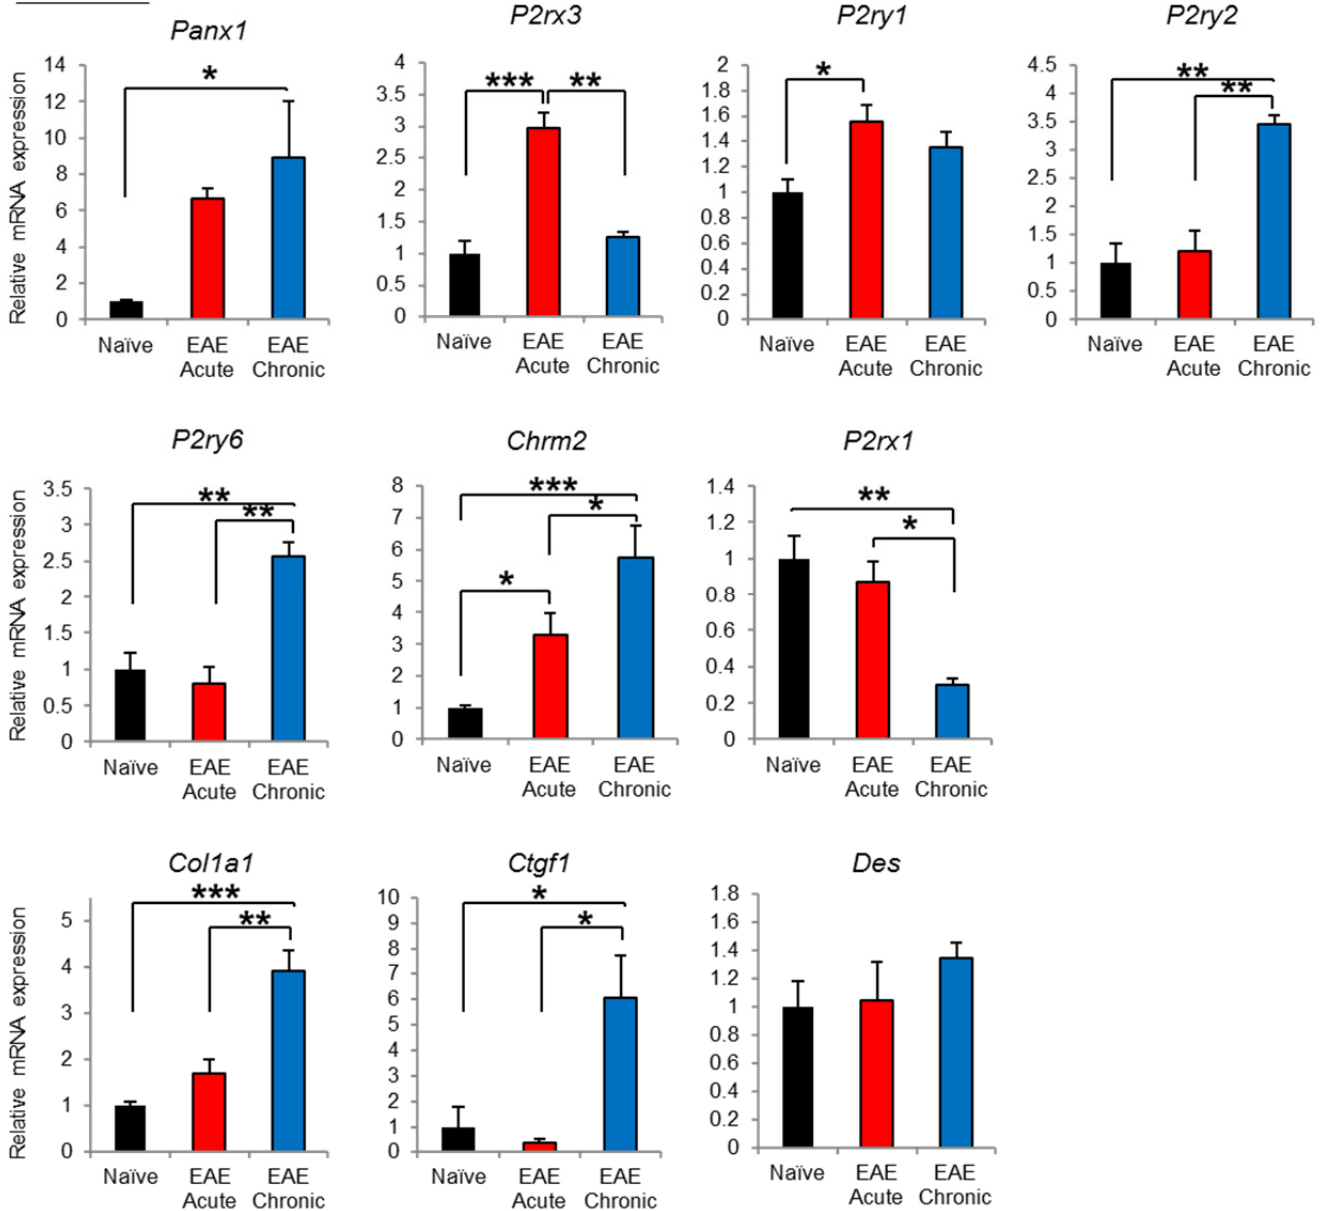 Panx1
P2rx3
P2ry1
P2ry2
Relative mRNA expression
14
12
10
8
6
4
2
0
*
Naïve
EAE Acute
EAE Chronic
4
3.5
3
2.5
2
1.5
1
0.5
0
***
**
Naïve
EAE Acute
EAE Chronic
2
1.8
1.6
1.4
1.2
1
0.8
0.6
0.4
0.2
0
*
Naïve
EAE Acute
EAE Chronic
4.5
4
3.5
3
2.5
2
1.5
1
0.5
0
**
**
Naïve
EAE Acute
EAE Chronic
P2ry6
Chrm2
P2rx1
Relative mRNA expression
3.5
3
2.5
2
1.5
1
0.5
0
**
**
Naïve
EAE Acute
EAE Chronic
8
7
6
5
4
3
2
1
0
***
*
*
Naïve
EAE Acute
EAE Chronic
1.4
1.2
1
0.8
0.6
0.4
0.2
0
**
*
Naïve
EAE Acute
EAE Chronic
Col1a1
Ctgf1
Des
Relative mRNA expression
5
4
3
2
1
0
***
**
Naïve
EAE Acute
EAE Chronic
10
9
8
7
6
5
4
3
2
1
0
*
*
Naïve
EAE Acute
EAE Chronic
1.8
1.6
1.4
1.2
1
0.8
0.6
0.4
0.2
0
Naïve
EAE Acute
EAE Chronic